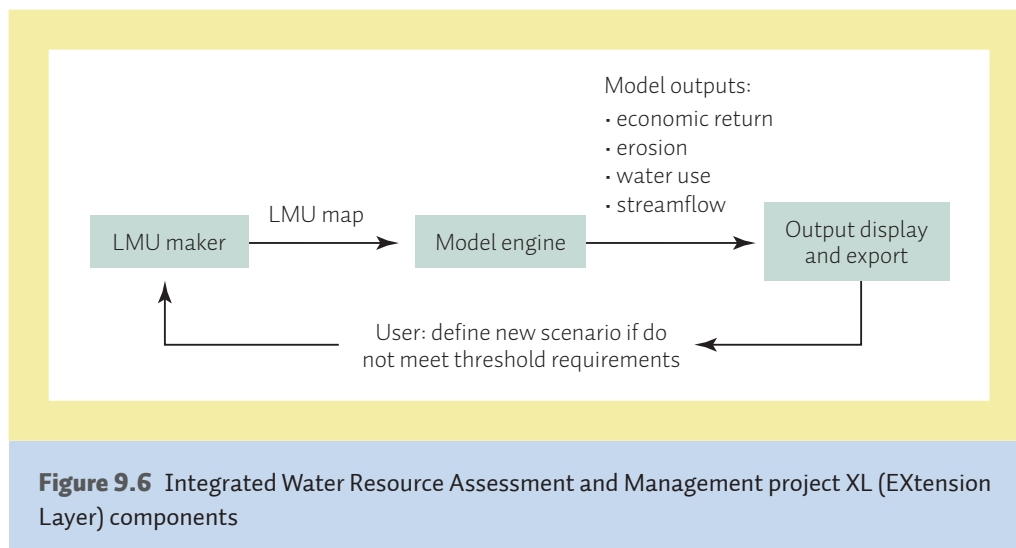 Model outputs:
• economic return
• erosion
• water use
• streamflow
LMU maker
LMU map
Model engine
Output display
and export
User: define new scenario if do
not meet threshold requirements
Figure 9.6 Integrated Water Resource Assessment and Management project XL (EXtension
Layer) components